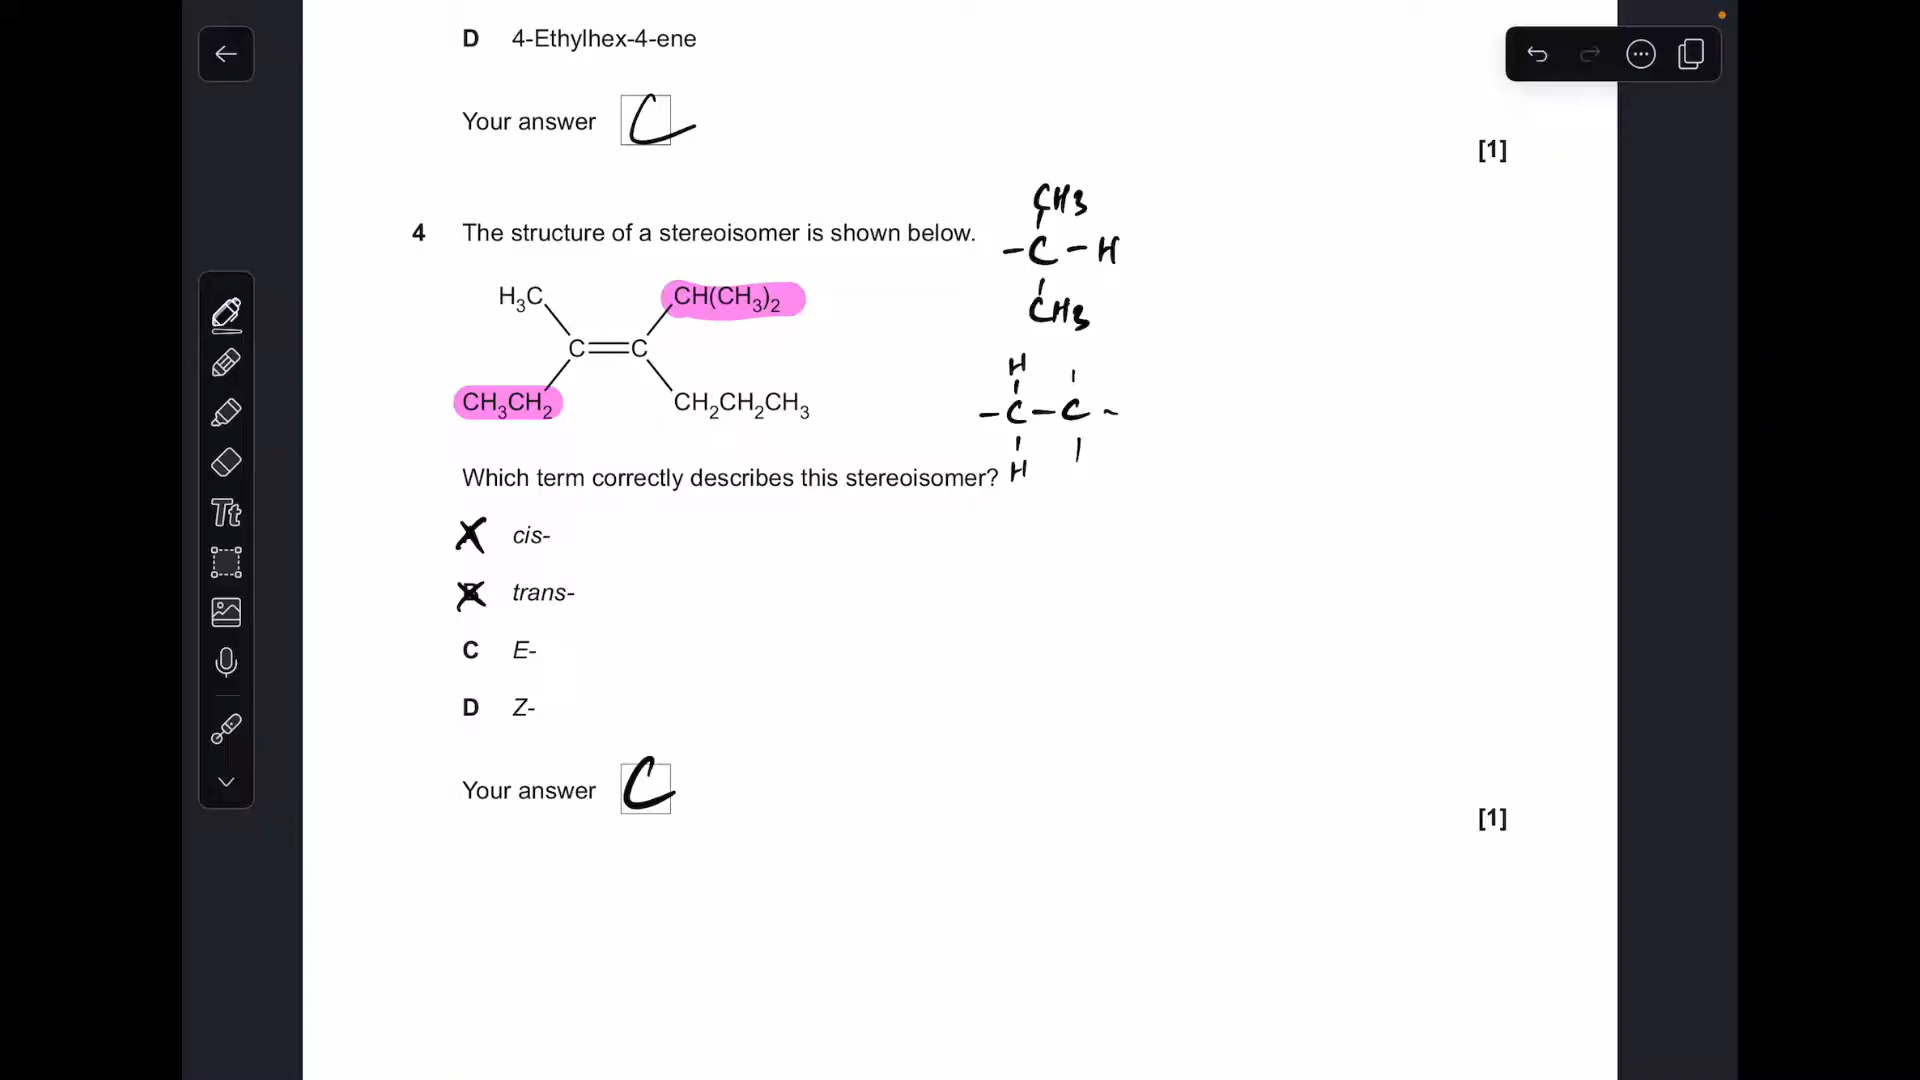 D 4-Ethylhex-4-ene
Your answer C
[1]
4 The structure of a stereoisomer is shown below.
CH3
-C-H
CH3
H₃C CH(CH₃)₂
C=C
CH₃CH₂ CH₂CH₂CH₃
H
-C-C-
H
Which term correctly describes this stereoisomer?
cis-
trans-
C E-
D Z-
Your answer C
[1]
Tt